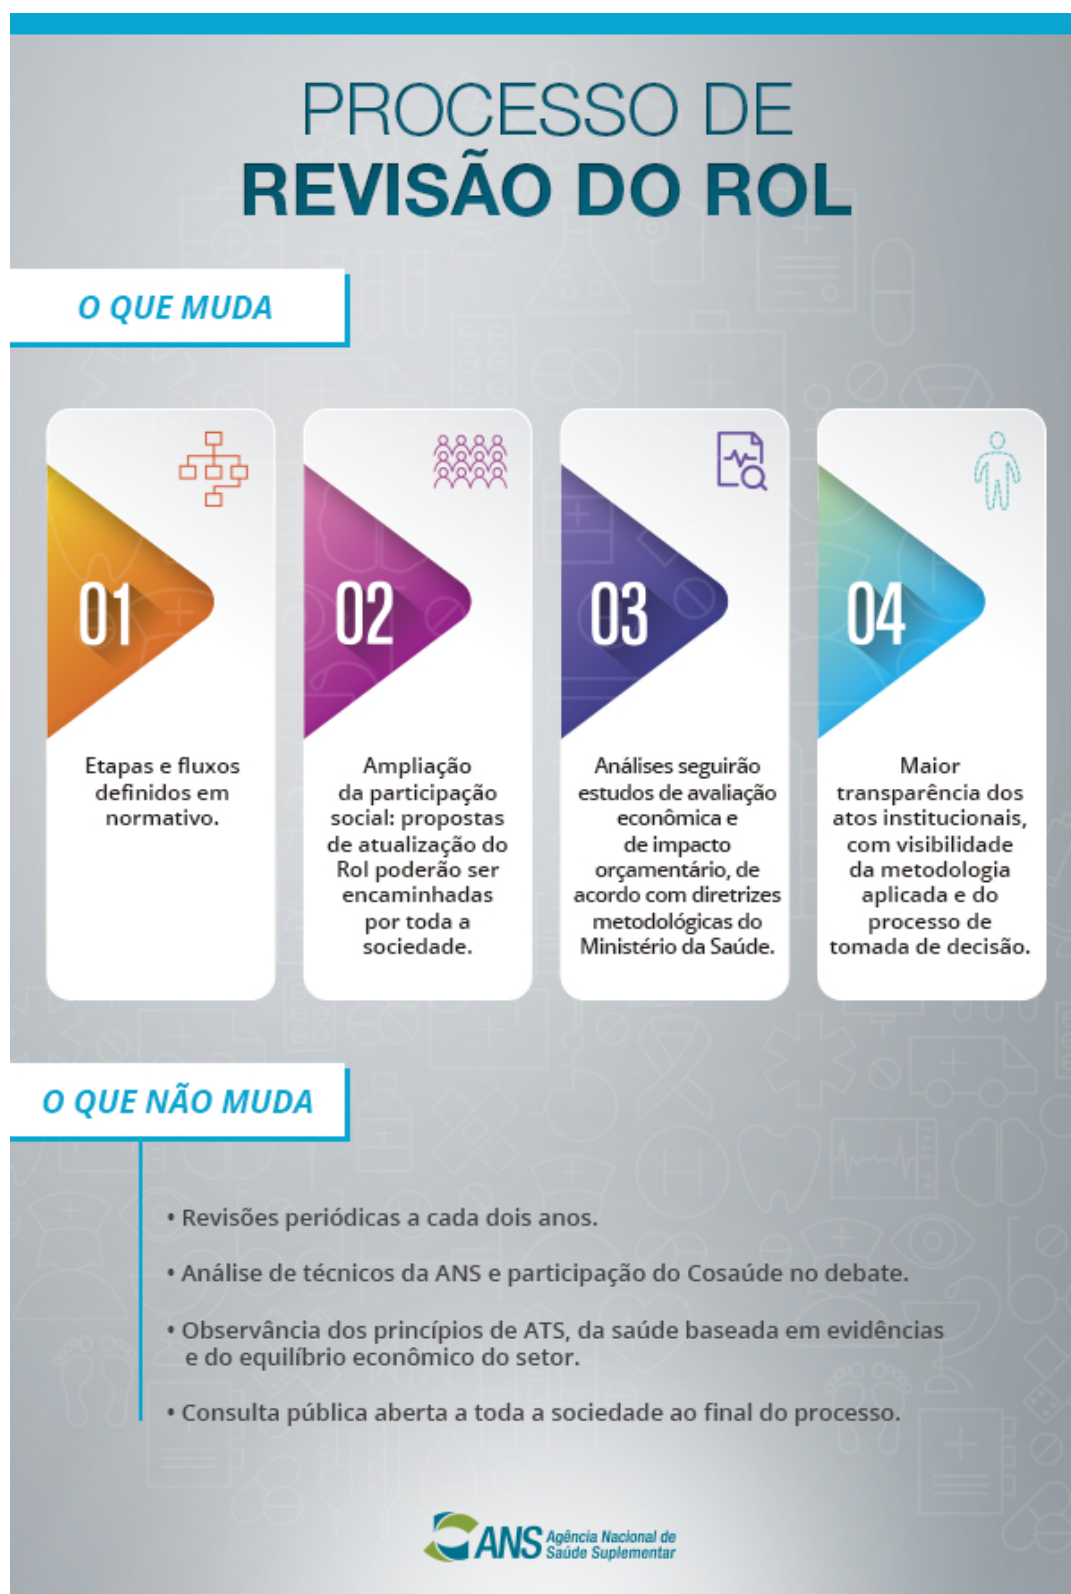 PROCESSO DE
REVISÃO DO ROL
O QUE MUDA
01
Etapas e fluxos
definidos em
normativo.
02
Ampliação
da participação
social: propostas
de atualização do
Rol poderão ser
encaminhadas
por toda a
sociedade.
03
Análises seguirão
estudos de avaliação
econômica e
de impacto
orçamentário, de
acordo com diretrizes
metodológicas do
Ministério da Saúde.
04
Maior
transparência dos
atos institucionais,
com visibilidade
da metodologia
aplicada e do
processo de
tomada de decisão.
O QUE NÃO MUDA
• Revisões periódicas a cada dois anos.
• Análise de técnicos da ANS e participação do Cosaúde no debate.
• Observância dos princípios de ATS, da saúde baseada em evidências
e do equilíbrio econômico do setor.
• Consulta pública aberta a toda a sociedade ao final do processo.
ANS Agência Nacional de
Saúde Suplementar